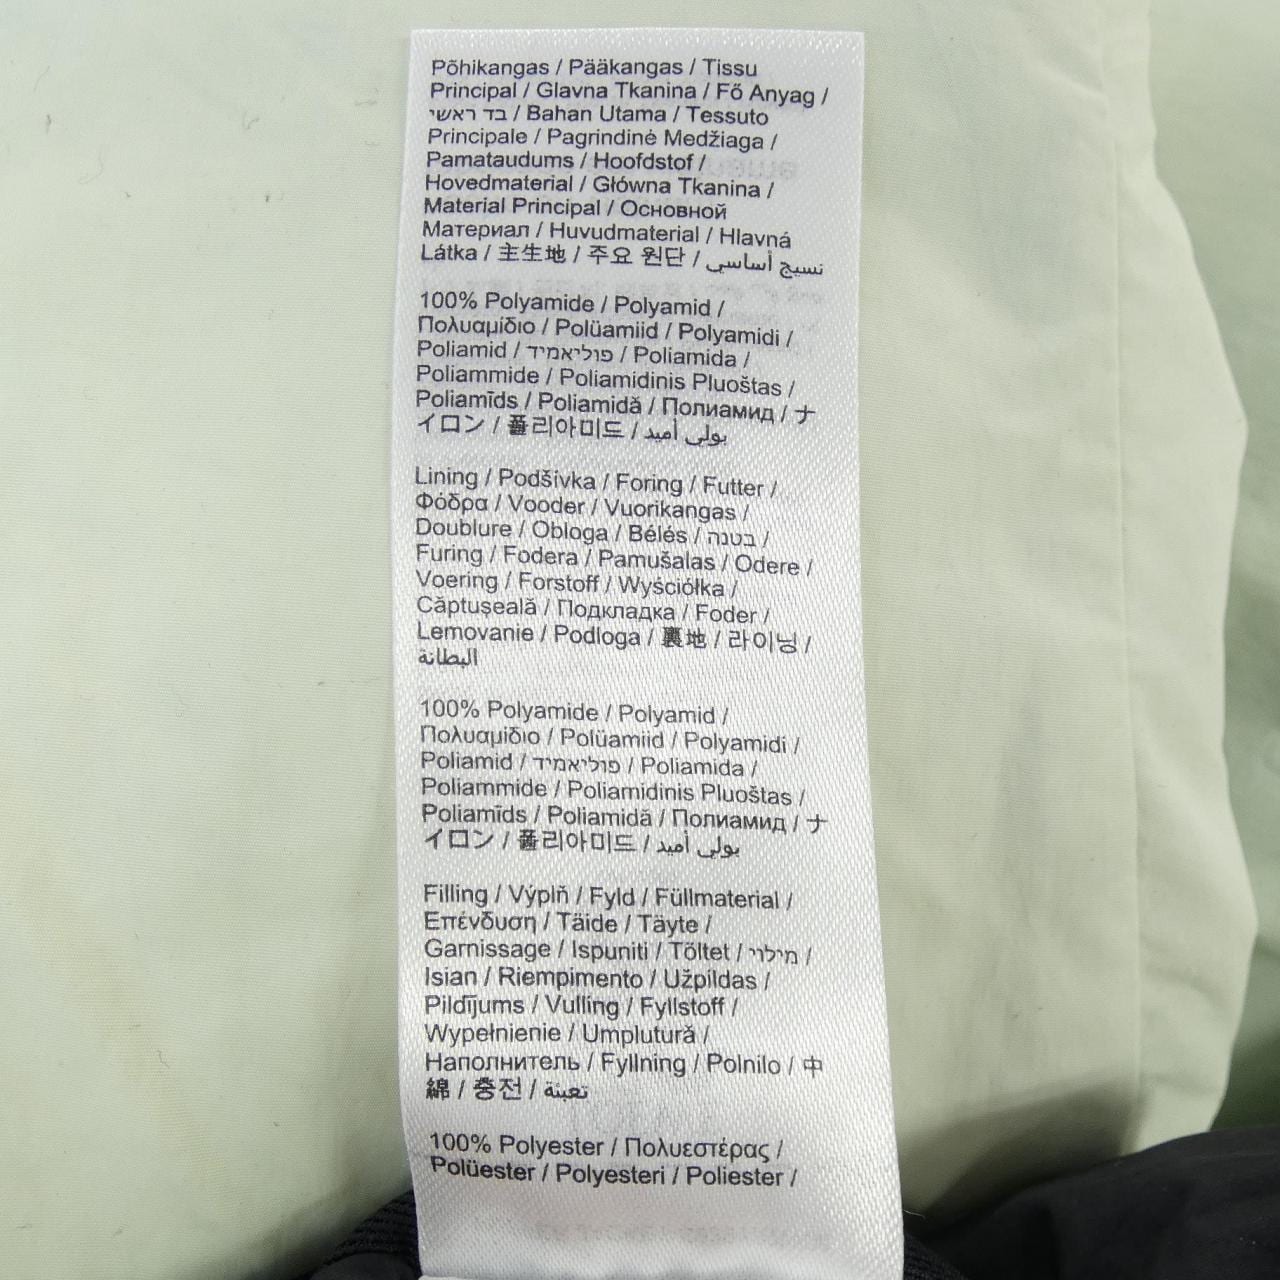 Põhikangas / Pääkangas / Tissu
Principal / Glavna Tkanina / Fő Anyag /
בד ראשי / Bahan Utama / Tessuto
Principale / Pagrindinė Medžiaga /
Pamataudums / Hoofdstof /
Hovedmaterial / Główna Tkanina /
Material Principal / Основной
Материал / Huvudmaterial / Hlavná
Látka / 主生地 / 주요 원단 / نسيج أساسي
100% Polyamide / Polyamid /
Πολυαμίδιο / Polüamiid / Polyamidi /
Poliamid / פוליאמיד / Poliamida /
Poliammide / Poliamidinis Pluoštas /
Poliamīds / Poliamidă / Полиамид / ナ
イロン / 폴리아미드 / بولي أميد
Lining / Podšívka / Foring / Futter /
Φόδρα / Vooder / Vuorikangas /
Doublure / Obloga / Bélés / בטנה /
Furing / Fodera / Pamušalas / Odere /
Voering / Forstoff / Wyściółka /
Căptușeală / Подкладка / Foder /
Lemovanie / Podloga / 裏地 / 라이닝 /
البطانة
100% Polyamide / Polyamid /
Πολυαμίδιο / Polüamiid / Polyamidi /
Poliamid / פוליאמיד / Poliamida /
Poliammide / Poliamidinis Pluoštas /
Poliamīds / Poliamidă / Полиамид / ナ
イロン / 폴리아미드 / بولي أميد
Filling / Výplň / Fyld / Füllmaterial /
Επένδυση / Täide / Täyte /
Garnissage / Ispuniti / Töltet / מילוי /
Isian / Riempimento / Užpildas /
Pildījums / Vulling / Fyllstoff /
Wypełnienie / Umplutură /
Наполнитель / Fyllning / Polnilo / 中
綿 / 충전 / تعبئة
100% Polyester / Πολυεστέρας /
Polüester / Polyesteri / Poliester /